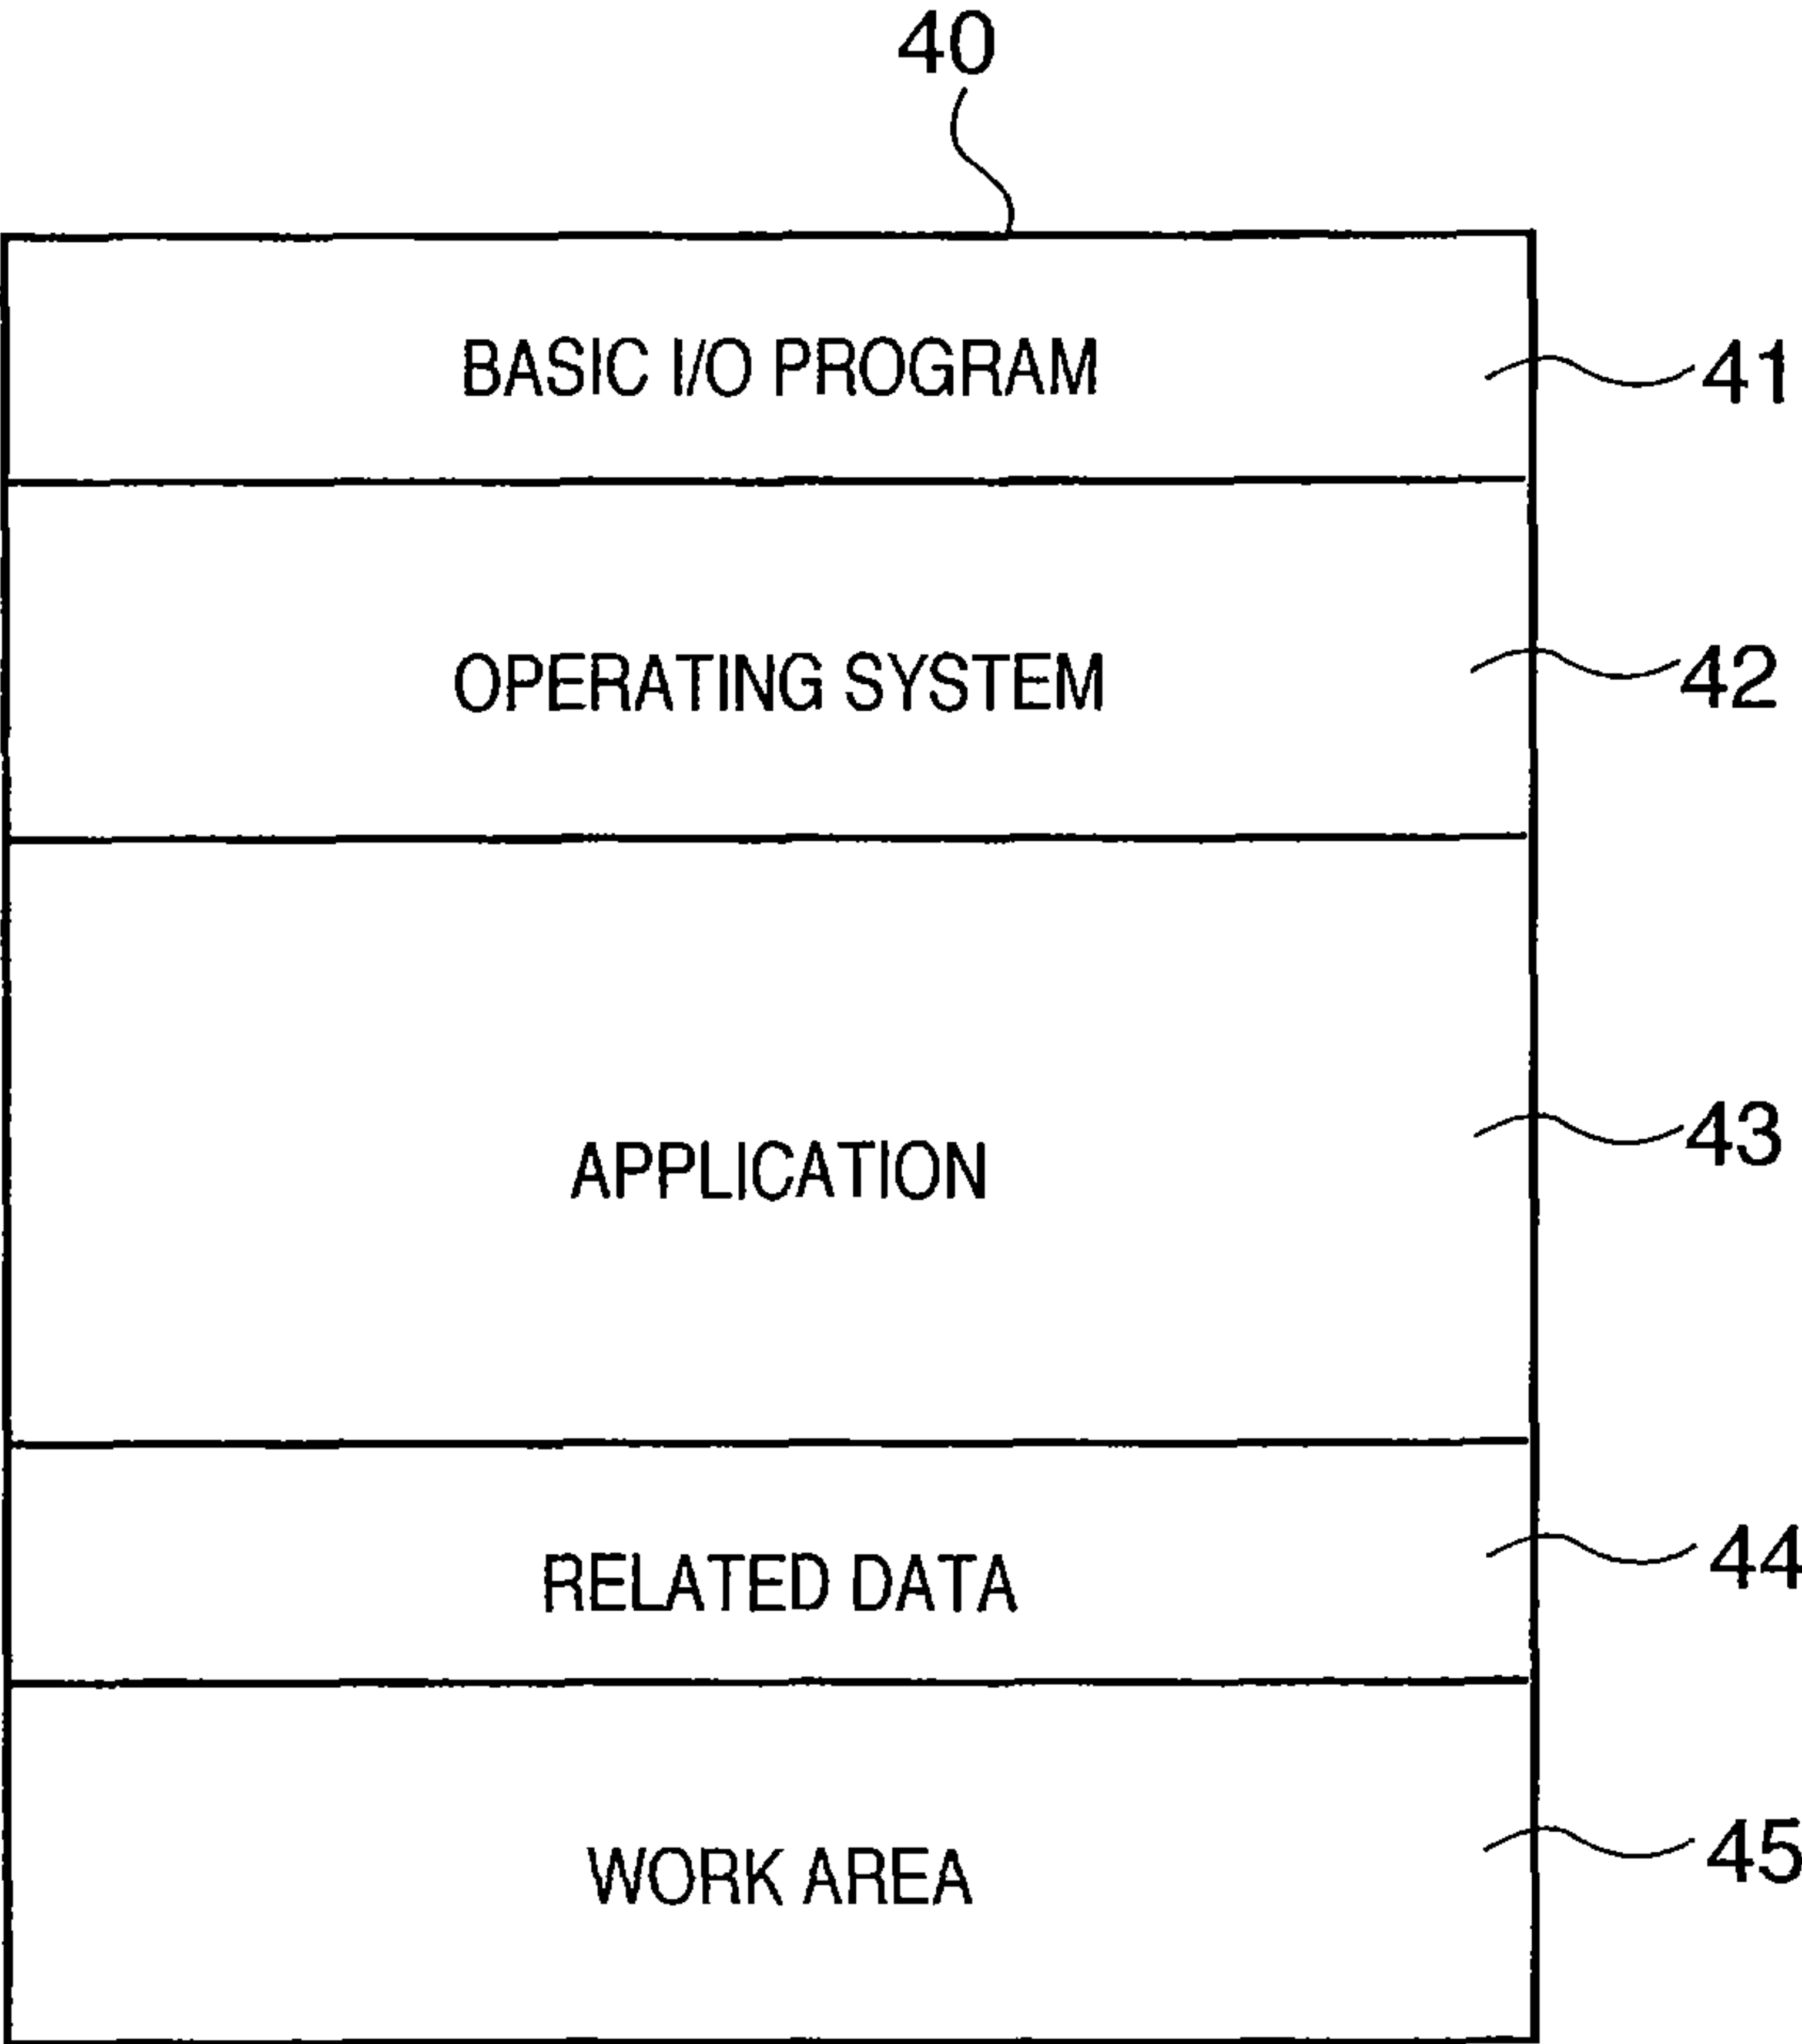 40
BASIC I/O PROGRAM 41
OPERATING SYSTEM 42
APPLICATION 43
RELATED DATA 44
WORK AREA 45